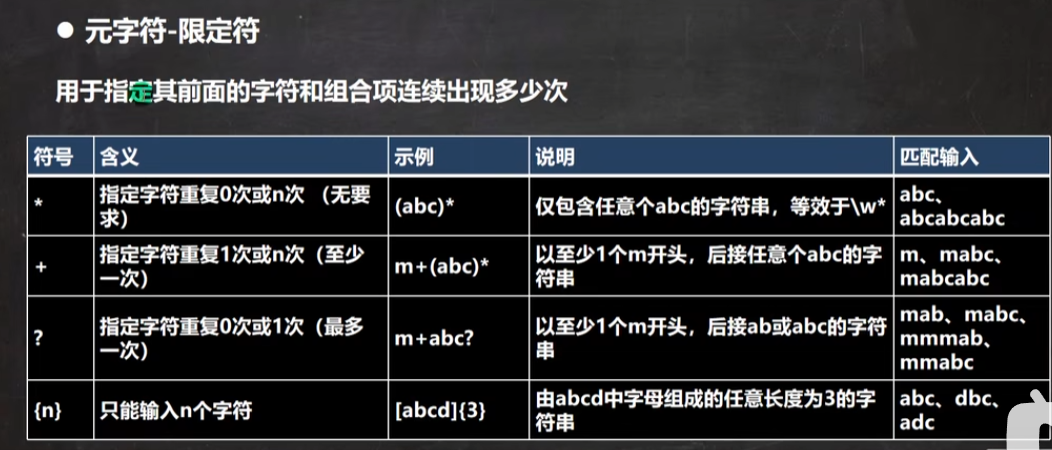 ● 元字符-限定符
用于指定其前面的字符和组合项连续出现多少次
符号 含义 示例 说明 匹配输入
* 指定字符重复0次或n次 （无要求） (abc)* 仅包含任意个abc的字符串，等效于\w* abc、abcabcabc
+ 指定字符重复1次或n次（至少一次） m+(abc)* 以至少1个m开头，后接任意个abc的字符串 m、mabc、mabcabc
? 指定字符重复0次或1次（最多一次） m+abc? 以至少1个m开头，后接ab或abc的字符串 mab、mabc、mmmab、mmabc
{n} 只能输入n个字符 [abcd]{3} 由abcd中字母组成的任意长度为3的字符串 abc、dbc、adc